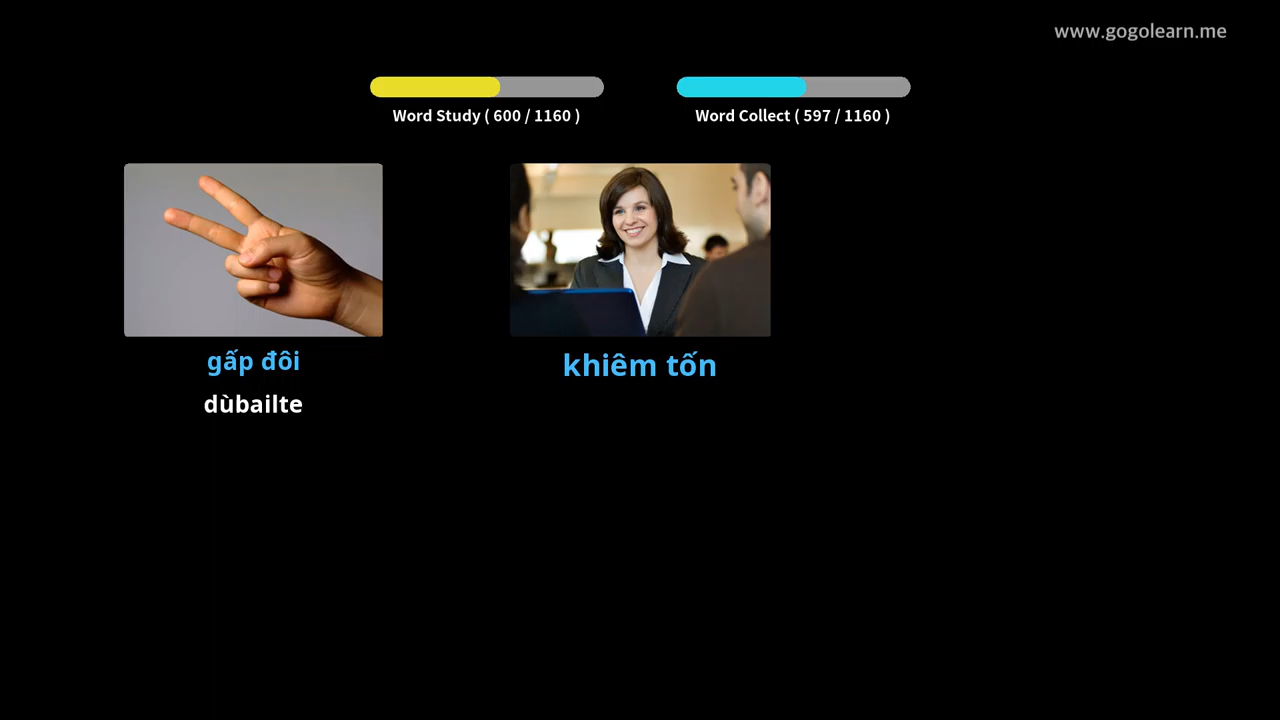 www.gogolearn.me
Word Study ( 600 / 1160 )
Word Collect ( 597 / 1160 )
gấp đôi
dùbailte
khiêm tốn